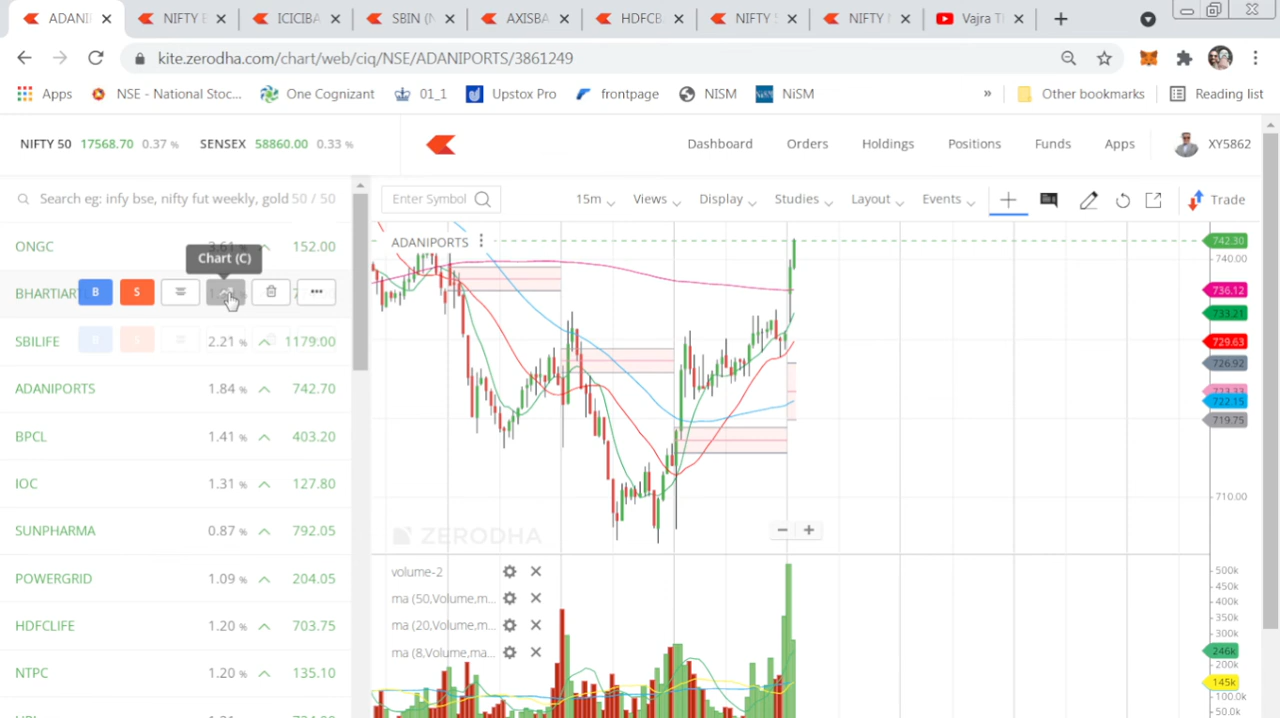 ADANI
NIFTY E
ICICIBA
SBIN (N
AXISBA
HDFCB
NIFTY
NIFTY
Vajra T
kite.zerodha.com/chart/web/ciq/NSE/ADANIPORTS/3861249
Apps
NSE - National Stoc...
One Cognizant
01_1
Upstox Pro
frontpage
NISM
NiSM
»
Other bookmarks
Reading list
NIFTY 50 17568.70 0.37 %
SENSEX 58860.00 0.33 %
Dashboard
Orders
Holdings
Positions
Funds
Apps
XY5862
Search eg: infy bse, nifty fut weekly, gold 50 / 50
Enter Symbol
15m
Views
Display
Studies
Layout
Events
Trade
ONGC 3.61 % 152.00
Chart (C)
BHARTIAR B S
SBILIFE 2.21 % 1179.00
ADANIPORTS 1.84 % 742.70
BPCL 1.41 % 403.20
IOC 1.31 % 127.80
SUNPHARMA 0.87 % 792.05
POWERGRID 1.09 % 204.05
HDFCLIFE 1.20 % 703.75
NTPC 1.20 % 135.10
ADANIPORTS
742.30
740.00
736.12
733.21
729.63
726.92
722.15
719.75
710.00
ZERODHA
volume-2
ma (50,Volume,m...
ma (20,Volume,m...
ma (8,Volume,ma...
500k
450k
400k
350k
300k
246k
200k
145k
100.0k
50.0k